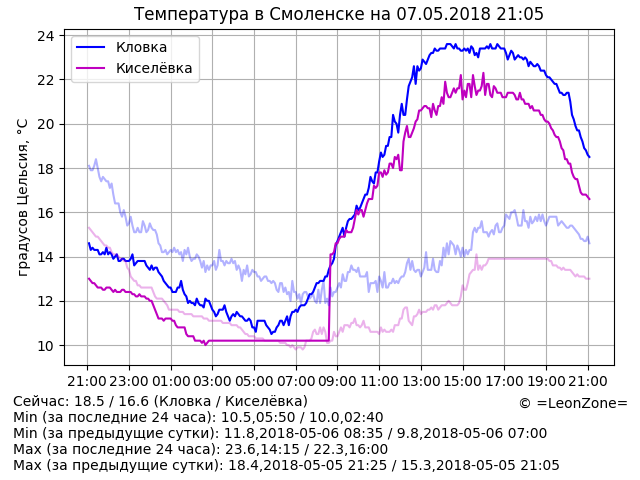 Температура в Смоленске на 07.05.2018 21:05
Кловка
Киселёвка
градусов Цельсия, °C
24
22
20
18
16
14
12
10
21:00 23:00 01:00 03:00 05:00 07:00 09:00 11:00 13:00 15:00 17:00 19:00 21:00
Сейчас: 18.5 / 16.6 (Кловка / Киселёвка)
© =LeonZone=
Min (за последние 24 часа): 10.5,05:50 / 10.0,02:40
Min (за предыдущие сутки): 11.8,2018-05-06 08:35 / 9.8,2018-05-06 07:00
Max (за последние 24 часа): 23.6,14:15 / 22.3,16:00
Max (за предыдущие сутки): 18.4,2018-05-05 21:25 / 15.3,2018-05-05 21:05